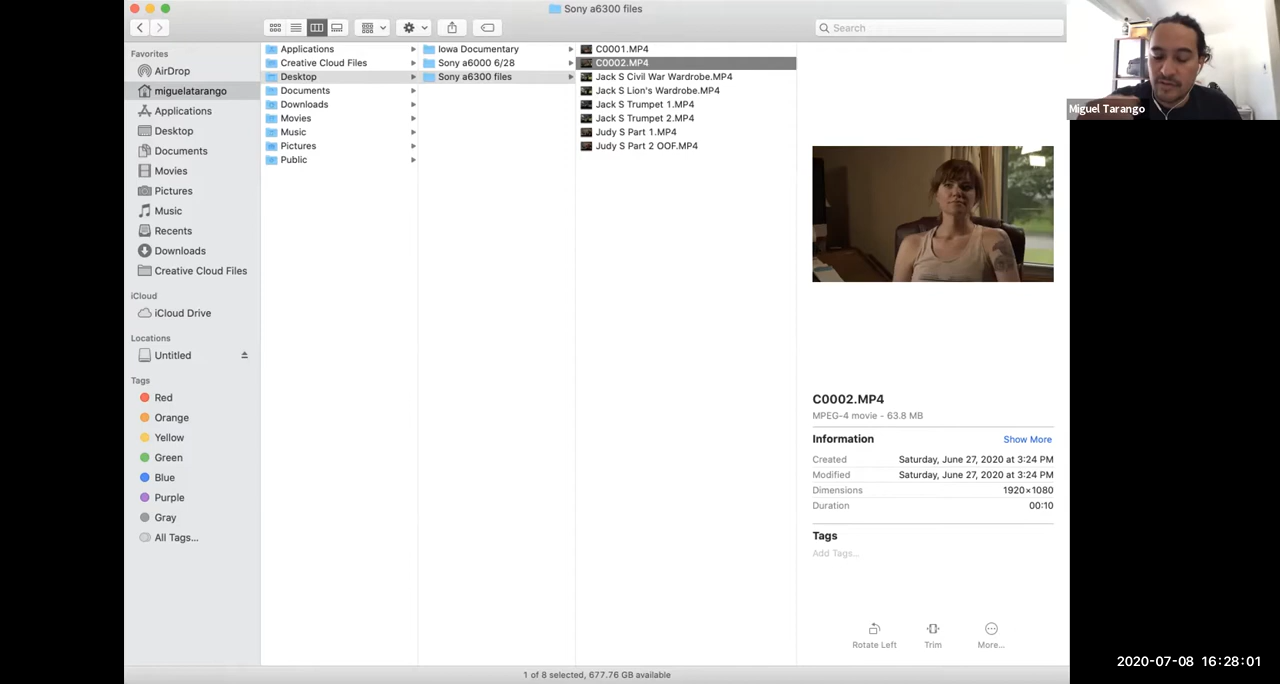 Sony a6300 files
Search
Favorites
AirDrop
miguelatarango
Applications
Desktop
Documents
Movies
Pictures
Music
Recents
Downloads
Creative Cloud Files
iCloud
iCloud Drive
Locations
Untitled
Tags
Red
Orange
Yellow
Green
Blue
Purple
Gray
All Tags...
Applications
Creative Cloud Files
Desktop
Documents
Downloads
Movies
Music
Pictures
Public
Iowa Documentary
Sony a6000 6/28
Sony a6300 files
C0001.MP4
C0002.MP4
Jack S Civil War Wardrobe.MP4
Jack S Lion's Wardrobe.MP4
Jack S Trumpet 1.MP4
Jack S Trumpet 2.MP4
Judy S Part 1.MP4
Judy S Part 2 OOF.MP4
C0002.MP4
MPEG-4 movie - 63.8 MB
Information Show More
Created Saturday, June 27, 2020 at 3:24 PM
Modified Saturday, June 27, 2020 at 3:24 PM
Dimensions 1920×1080
Duration 00:10
Tags
Add Tags...
Rotate Left Trim More...
1 of 8 selected, 677.76 GB available
Miguel Tarango
2020-07-08 16:28:01